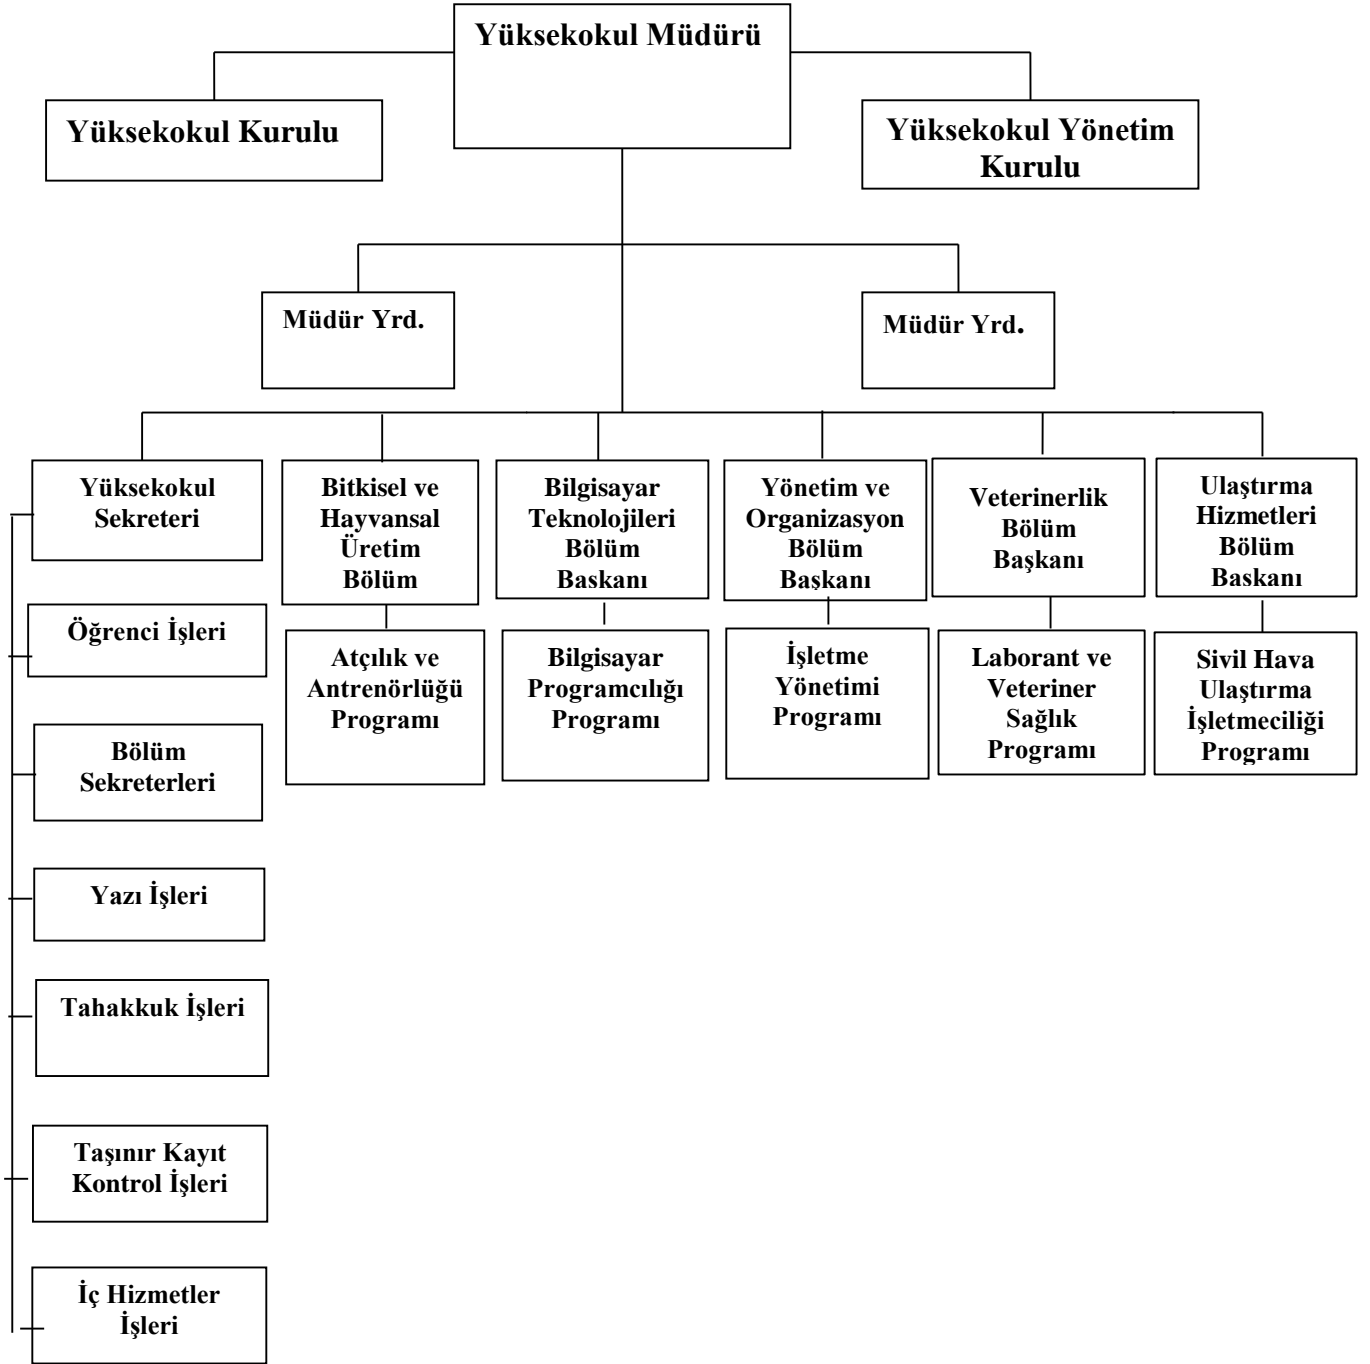 Yüksekokul Müdürü
Yüksekokul Kurulu
Yüksekokul Yönetim
Kurulu
Müdür Yrd.
Müdür Yrd.
Yüksekokul
Sekreteri
Bitkisel ve
Hayvansal
Üretim
Bölüm
Bilgisayar
Teknolojileri
Bölüm
Baskanı
Yönetim ve
Organizasyon
Bölüm
Başkanı
Veterinerlik
Bölüm
Başkanı
Ulaştırma
Hizmetleri
Bölüm
Baskanı
Öğrenci İşleri
Atçılık ve
Antrenörlüğü
Programı
Bilgisayar
Programcılığı
Programı
İşletme
Yönetimi
Programı
Laborant ve
Veteriner
Sağlık
Programı
Sivil Hava
Ulaştırma
İşletmeciliği
Programı
Bölüm
Sekreterleri
Yazı İşleri
Tahakkuk İşleri
Taşınır Kayıt
Kontrol İşleri
İç Hizmetler
İşleri